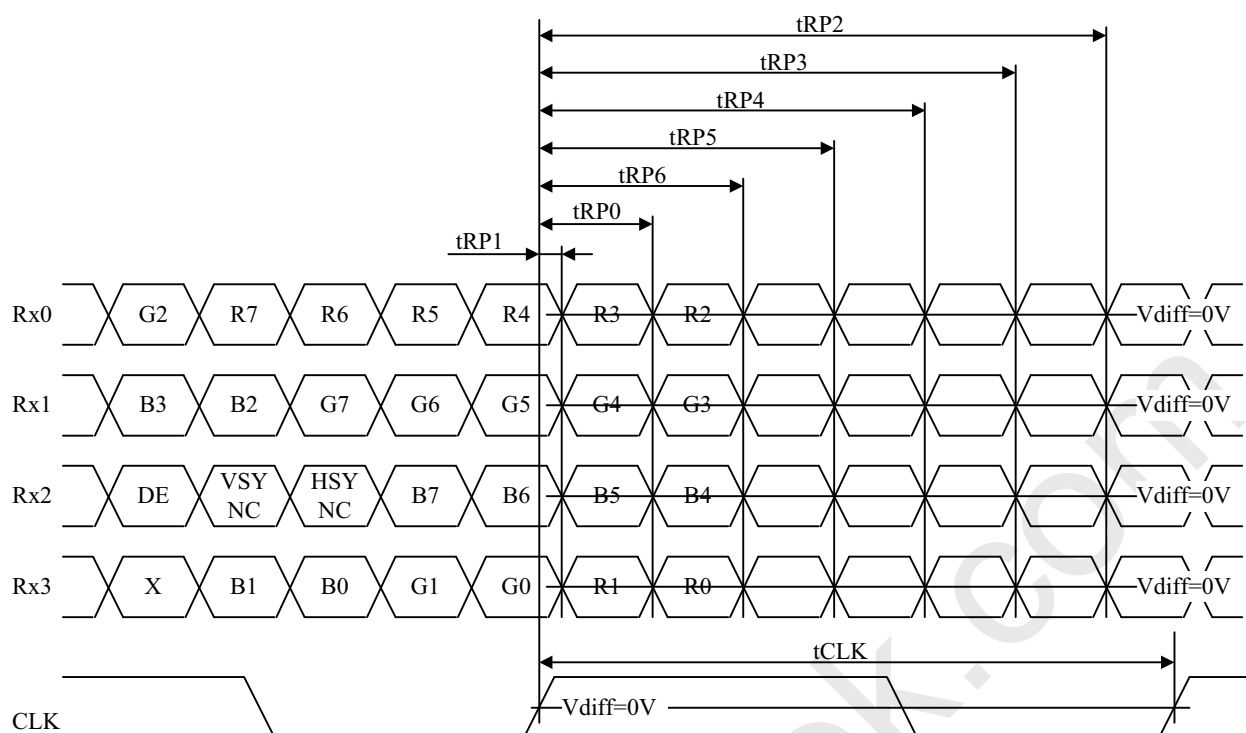 tRP2
tRP3
tRP4
tRP5
tRP6
tRP0
tRP1
Rx0 G2 R7 R6 R5 R4 R3 R2 Vdiff=0V
Rx1 B3 B2 G7 G6 G5 G4 G3 Vdiff=0V
Rx2 DE VSY NC HSY NC B7 B6 B5 B4 Vdiff=0V
Rx3 X B1 B0 G1 G0 R1 R0 Vdiff=0V
tCLK
CLK Vdiff=0V